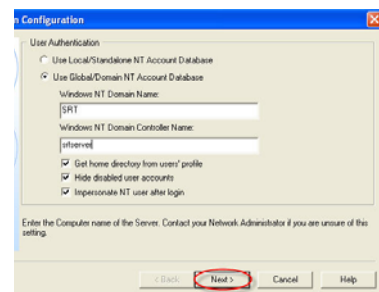 n Configuration
User Authentication
Use Local/Standalone NT Account Database
Use Global/Domain NT Account Database
Windows NT Domain Name:
SRT
Windows NT Domain Controller Name:
srtserver
Get home directory from users' profile
Hide disabled user accounts
Impersonate NT user after login
Enter the Computer name of the Server. Contact your Network Administrator if you are unsure of this
setting.
< Back Next > Cancel Help